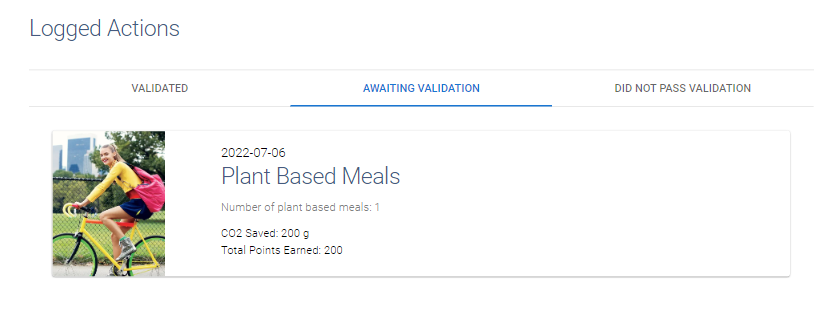 Logged Actions
VALIDATED
AWAITING VALIDATION
DID NOT PASS VALIDATION
2022-07-06
Plant Based Meals
Number of plant based meals: 1
CO2 Saved: 200 g
Total Points Earned: 200